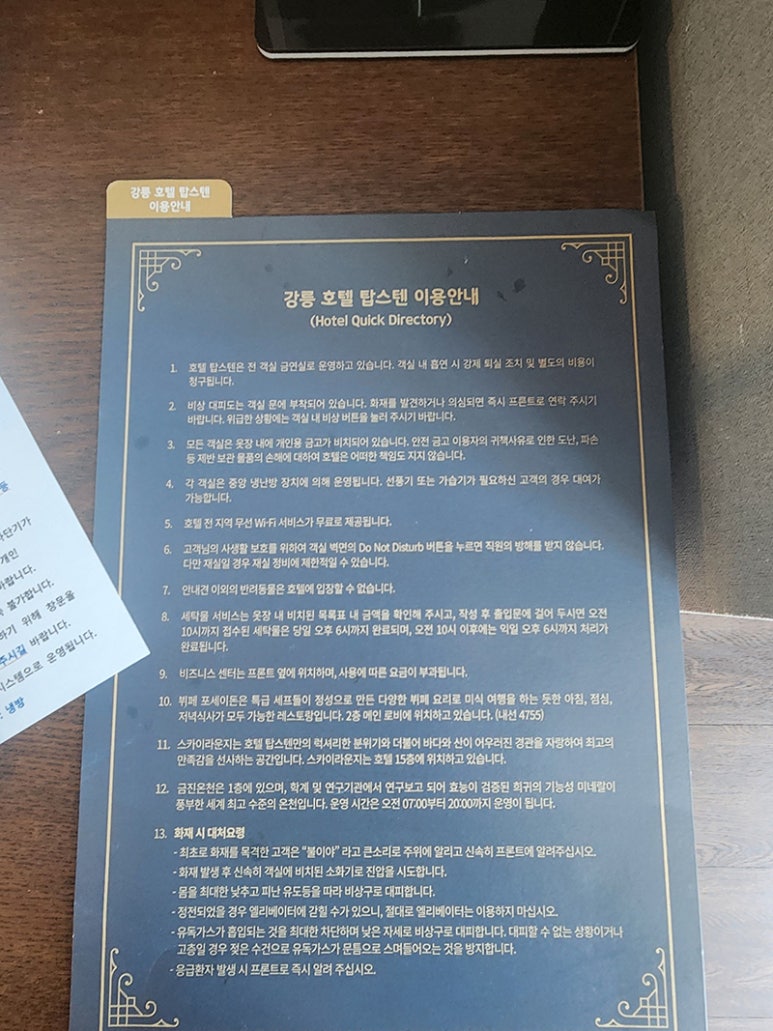 강릉 호텔 탑스텐
이용안내
강릉 호텔 탑스텐 이용안내
(Hotel Quick Directory)
1. 호텔 탑스텐은 전 객실 금연실로 운영하고 있습니다. 객실 내 흡연 시 강제 퇴실 조치 및 별도의 비용이
청구됩니다.
2. 비상 대피도는 객실 문에 부착되어 있습니다. 화재를 발견하거나 의심되면 즉시 프론트로 연락 주시기
바랍니다. 위급한 상황에는 객실 내 비상 버튼을 눌러 주시기 바랍니다.
3. 모든 객실은 옷장 내에 개인용 금고가 비치되어 있습니다. 안전 금고 이용자의 귀책사유로 인한 도난, 파손
등 제반 보관 물품의 손해에 대하여 호텔은 어떠한 책임도 지지 않습니다.
4. 각 객실은 중앙 냉난방 장치에 의해 운영됩니다. 선풍기 또는 가습기가 필요하신 고객의 경우 대여가
가능합니다.
5. 호텔 전 지역 무선 Wi-Fi 서비스가 무료로 제공됩니다.
6. 고객님의 사생활 보호를 위하여 객실 벽면의 Do Not Disturb 버튼을 누르면 직원의 방해를 받지 않습니다.
다만 재실일 경우 재실 정비에 제한적일 수 있습니다.
7. 안내견 이외의 반려동물은 호텔에 입장할 수 없습니다.
8. 세탁물 서비스는 옷장 내 비치된 목록표 내 금액을 확인해 주시고, 작성 후 출입문에 걸어 두시면 오전
10시까지 접수된 세탁물은 당일 오후 6시까지 완료되며, 오전 10시 이후에는 익일 오후 6시까지 처리가
완료됩니다.
9. 비즈니스 센터는 프론트 옆에 위치하며, 사용에 따른 요금이 부과됩니다.
10. 뷔페 포세이돈은 특급 셰프들이 정성으로 만든 다양한 뷔페 요리로 미식 여행을 하는 듯한 아침, 점심,
저녁식사가 모두 가능한 레스토랑입니다. 2층 메인 로비에 위치하고 있습니다. (내선 4755)
11. 스카이라운지는 호텔 탑스텐만의 럭셔리한 분위기와 더불어 바다와 산이 어우러진 경관을 자랑하여 최고의
만족감을 선사하는 공간입니다. 스카이라운지는 호텔 15층에 위치하고 있습니다.
12. 금진온천은 1층에 있으며, 학계 및 연구기관에서 연구보고 되어 효능이 검증된 희귀의 기능성 미네랄이
풍부한 세계 최고 수준의 온천입니다. 운영 시간은 오전 07:00부터 20:00까지 운영이 됩니다.
13. 화재 시 대처요령
- 최초로 화재를 목격한 고객은 "불이야" 라고 큰소리로 주위에 알리고 신속히 프론트에 알려주십시오.
- 화재 발생 후 신속히 객실에 비치된 소화기로 진압을 시도합니다.
- 몸을 최대한 낮추고 피난 유도등을 따라 비상구로 대피합니다.
- 정전되었을 경우 엘리베이터에 갇힐 수가 있으니, 절대로 엘리베이터는 이용하지 마십시오.
- 유독가스가 흡입되는 것을 최대한 차단하며 낮은 자세로 비상구로 대피합니다. 대피할 수 없는 상황이거나
고층일 경우 젖은 수건으로 유독가스가 문틈으로 스며들어오는 것을 방지합니다.
- 응급환자 발생 시 프론트로 즉시 알려 주십시오.
차단기가
개인
바랍니다.
불가합니다.
하기 위해 창문을
주시길 바랍니다.
시스템으로 운영됩니다.
: 냉방